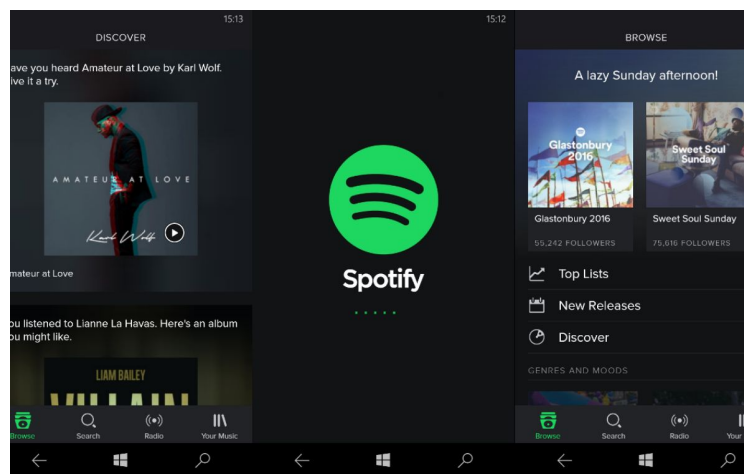 15:13
DISCOVER
ave you heard Amateur at Love by Karl Wolf.
ive it a try.
AMATEUR AT LOVE
Karl Wolf
mateur at Love
ou listened to Lianne La Havas. Here's an album
ou might like.
LIAM BAILEY
Browse
Search
Radio
Your Music
15:12
Spotify
BROWSE
A lazy Sunday afternoon!
Glastonbury
2016
Sweet Soul
Sunday
Glastonbury 2016
Sweet Soul Sunday
55,242 FOLLOWERS
75,616 FOLLOWERS
Top Lists
New Releases
Discover
GENRES AND MOODS
Browse
Search
Radio
Your